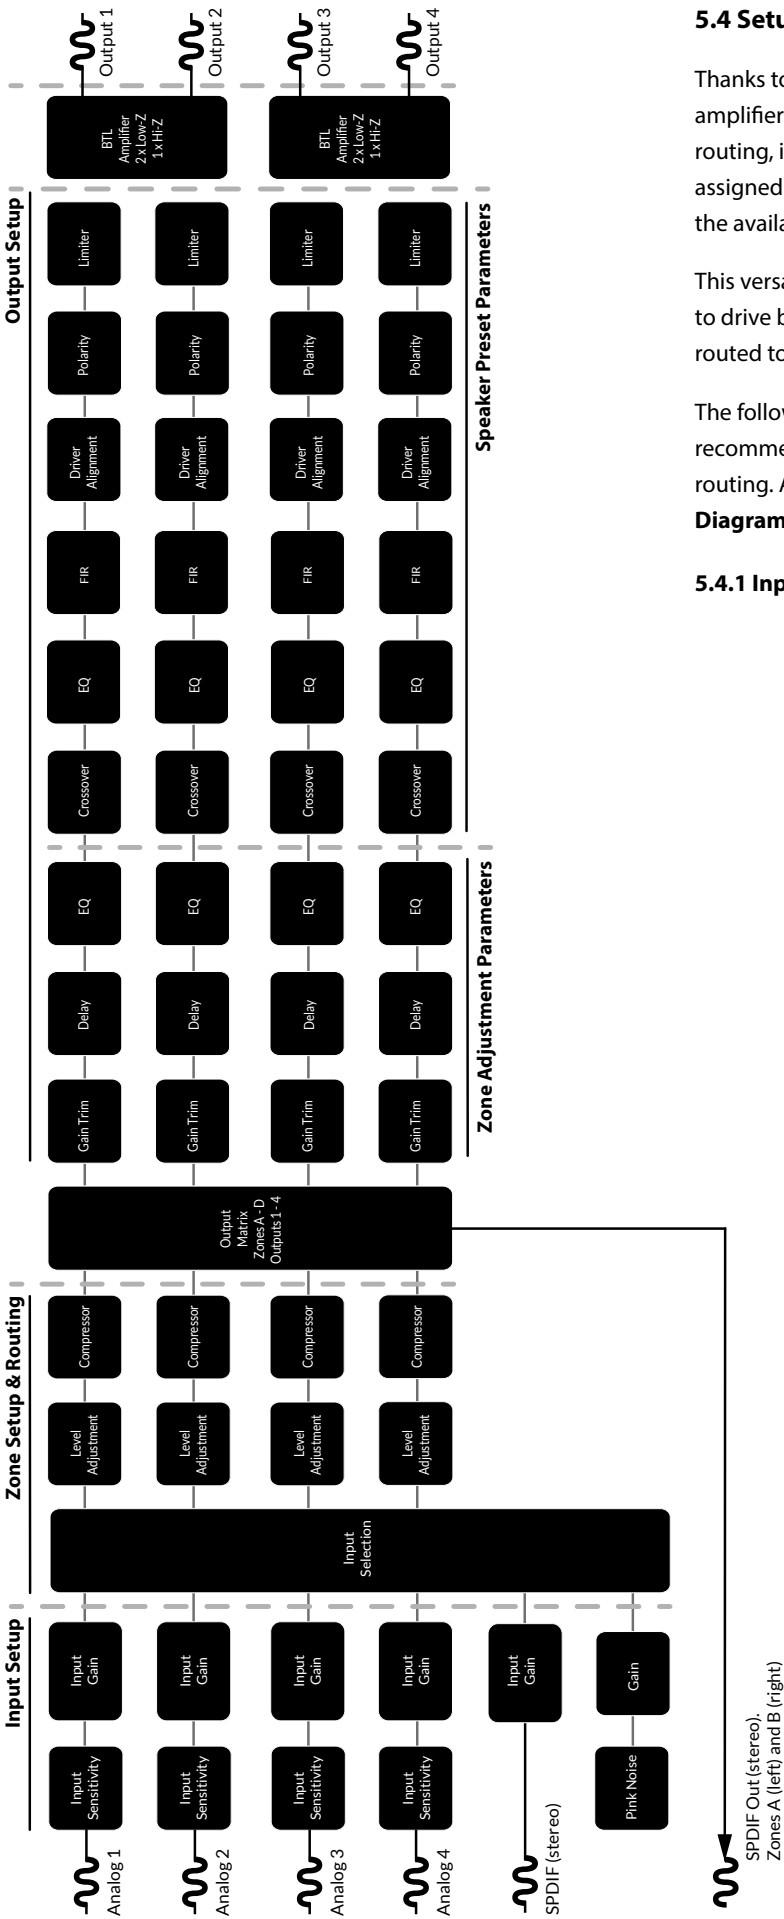 Input Setup
Zone Setup & Routing
Output Setup
Analog 1
Input
Sensitivity
Input
Gain
Level
Adjustment
Compressor
Gain Trim
Delay
EQ
Crossover
EQ
FIR
Driver
Alignment
Polarity
Limiter
Output 1
Analog 2
Input
Sensitivity
Input
Gain
Level
Adjustment
Compressor
Gain Trim
Delay
EQ
Crossover
EQ
FIR
Driver
Alignment
Polarity
Limiter
Output 2
BTL
Amplifier
2 x Low-Z
1 x Hi-Z
Input
Selection
Output
Matrix
Zones A - D
Outputs 1 - 4
Analog 3
Input
Sensitivity
Input
Gain
Level
Adjustment
Compressor
Gain Trim
Delay
EQ
Crossover
EQ
FIR
Driver
Alignment
Polarity
Limiter
Output 3
Analog 4
Input
Sensitivity
Input
Gain
Level
Adjustment
Compressor
Gain Trim
Delay
EQ
Crossover
EQ
FIR
Driver
Alignment
Polarity
Limiter
Output 4
BTL
Amplifier
2 x Low-Z
1 x Hi-Z
Zone Adjustment Parameters
Speaker Preset Parameters
SPDIF (stereo)
Input
Gain
Pink Noise
Gain
SPDIF Out (stereo).
Zones A (left) and B (right)
5.4 Setu
Thanks to
amplifier
routing, i
assigned
the availa
This versa
to drive b
routed to
The follow
recomme
routing. A
Diagram
5.4.1 Inp